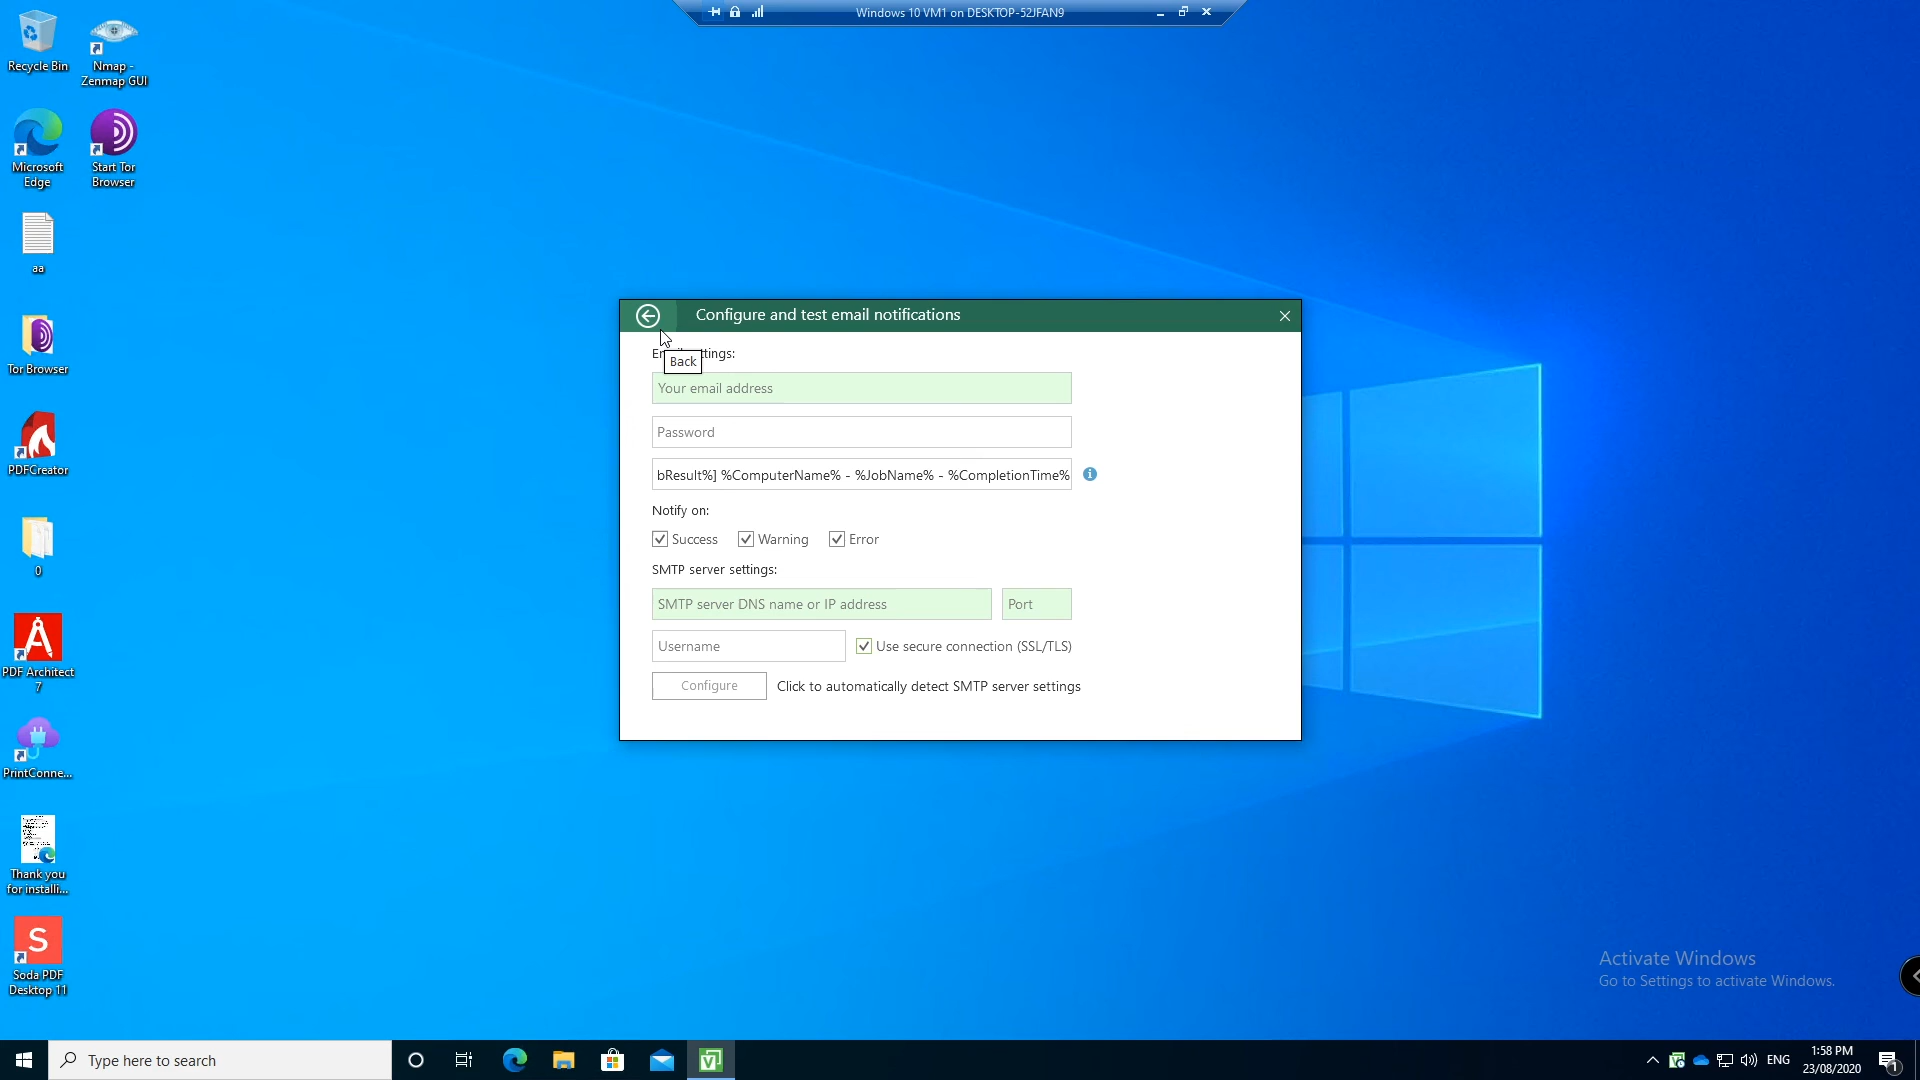 Windows 10 VM1 on DESKTOP-52JFAN9
Recycle Bin
Nmap -
Zenmap GUI
Microsoft
Edge
Start Tor
Browser
aa
Tor Browser
PDFCreator
0
PDF Architect
7
PrintConne...
Thank you
for installi...
Soda PDF
Desktop 11
Configure and test email notifications
Back
Your email address
Password
bResult%] %ComputerName% - %JobName% - %CompletionTime%
Notify on:
Success
Warning
Error
SMTP server settings:
SMTP server DNS name or IP address
Port
Username
Use secure connection (SSL/TLS)
Configure
Click to automatically detect SMTP server settings
Activate Windows
Go to Settings to activate Windows.
Type here to search
ENG
1:58 PM
23/08/2020
1